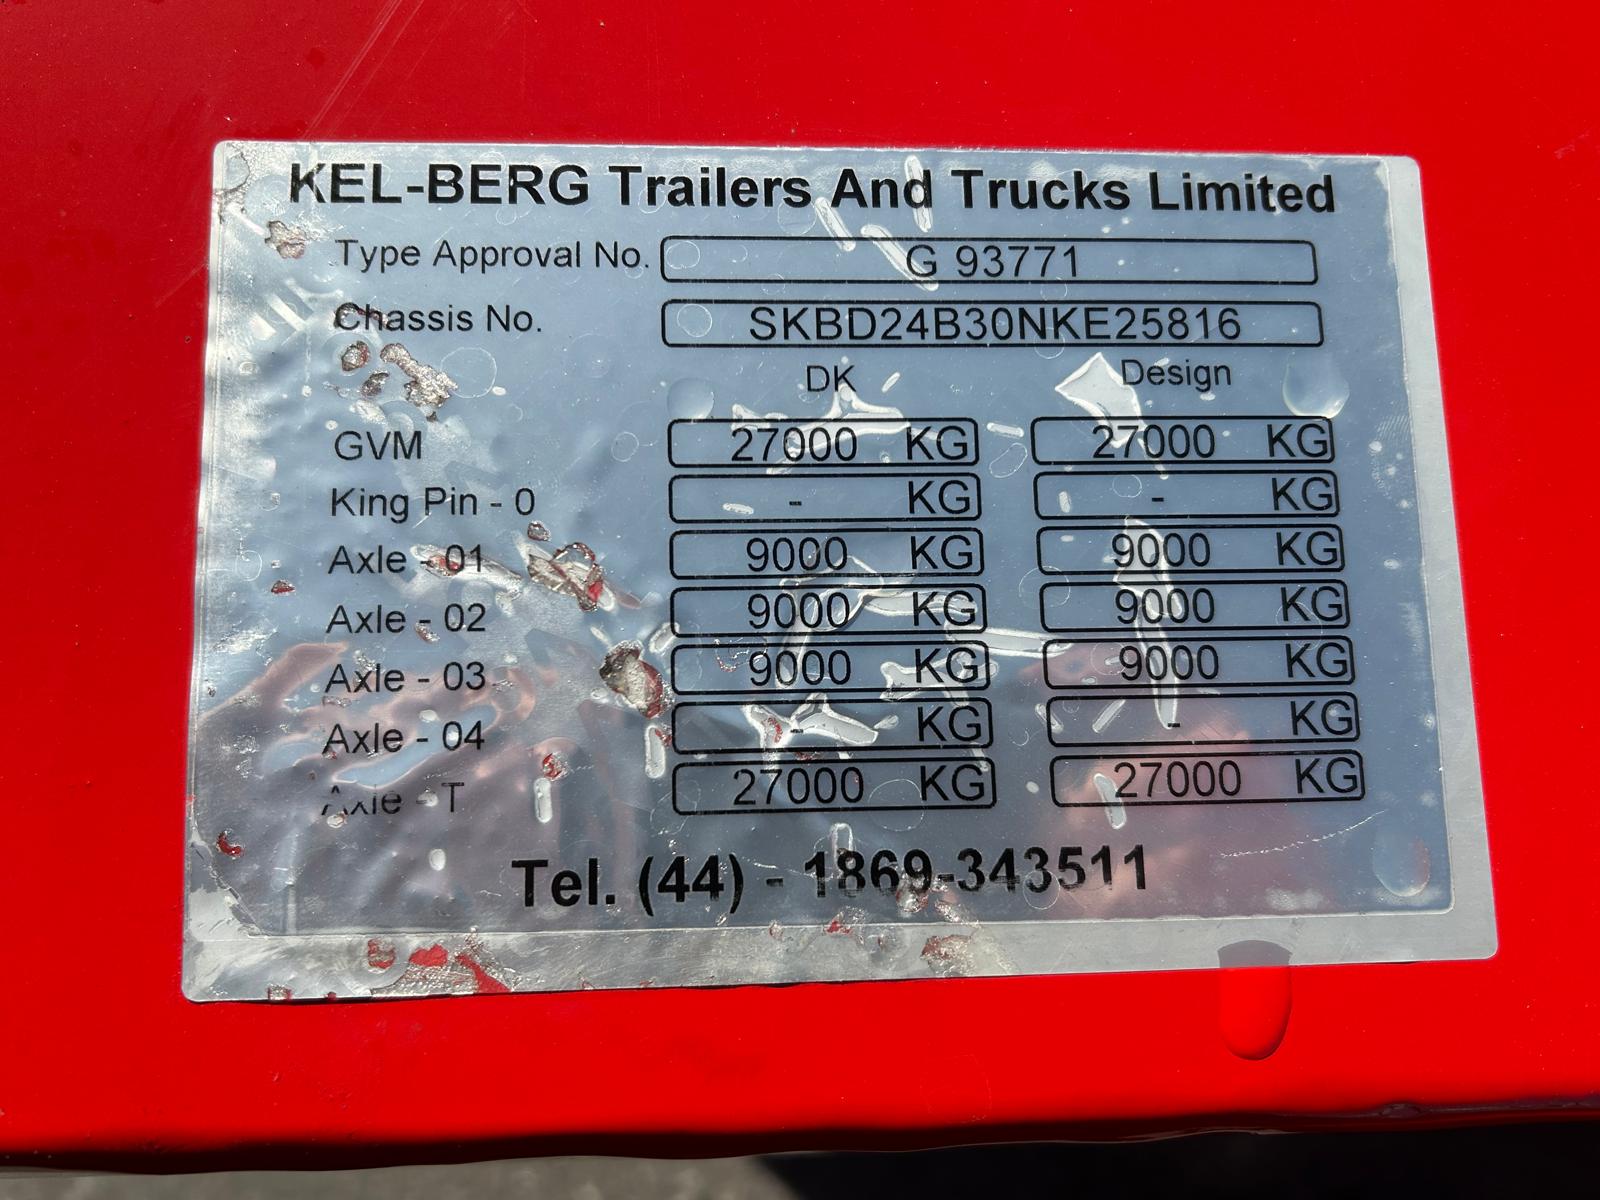 KEL-BERG Trailers And Trucks Limited
Type Approval No. G 93771
Chassis No. SKBD24B30NKE25816
DK Design
GVM 27000 KG 27000 KG
King Pin - 0 - KG - KG
Axle - 01 9000 KG 9000 KG
Axle - 02 9000 KG 9000 KG
Axle - 03 9000 KG 9000 KG
Axle - 04 - KG - KG
Axle - T 27000 KG 27000 KG
Tel. (44) - 1869-343511